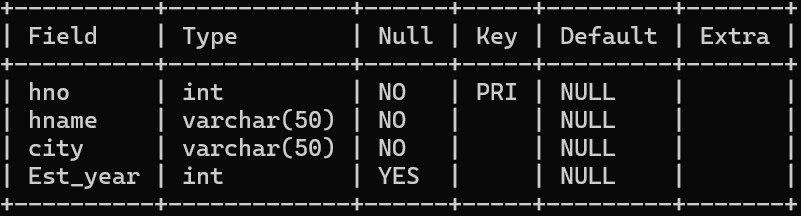 +-----------+-------------+------+-----+---------+-------+
| Field     | Type        | Null | Key | Default | Extra |
+-----------+-------------+------+-----+---------+-------+
| hno       | int         | NO   | PRI | NULL    |       |
| hname     | varchar(50) | NO   |     | NULL    |       |
| city      | varchar(50) | NO   |     | NULL    |       |
| Est_year  | int         | YES  |     | NULL    |       |
+-----------+-------------+------+-----+---------+-------+